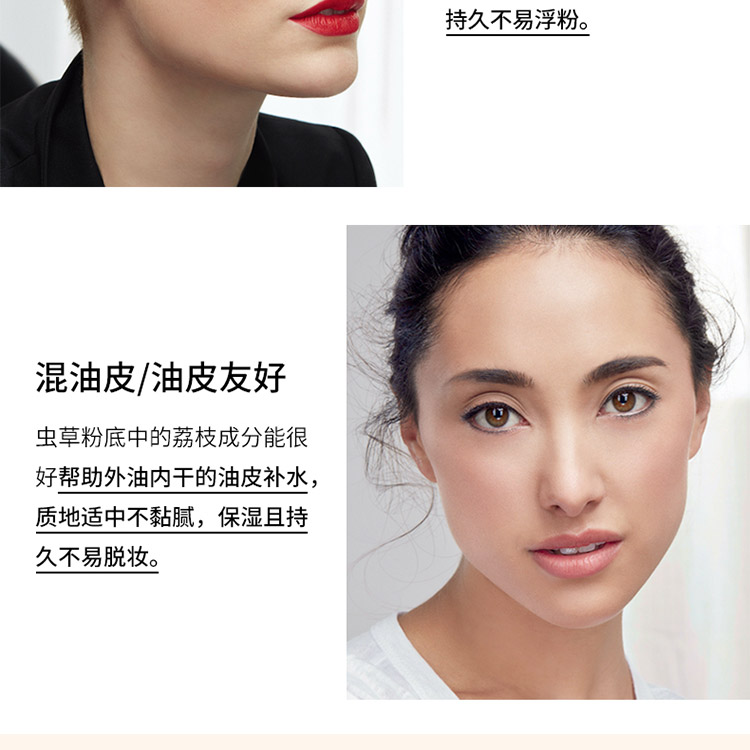 持久不易浮粉。
混油皮/油皮友好
虫草粉底中的荔枝成分能很
好帮助外油内干的油皮补水，
质地适中不黏腻，保湿且持
久不易脱妆。